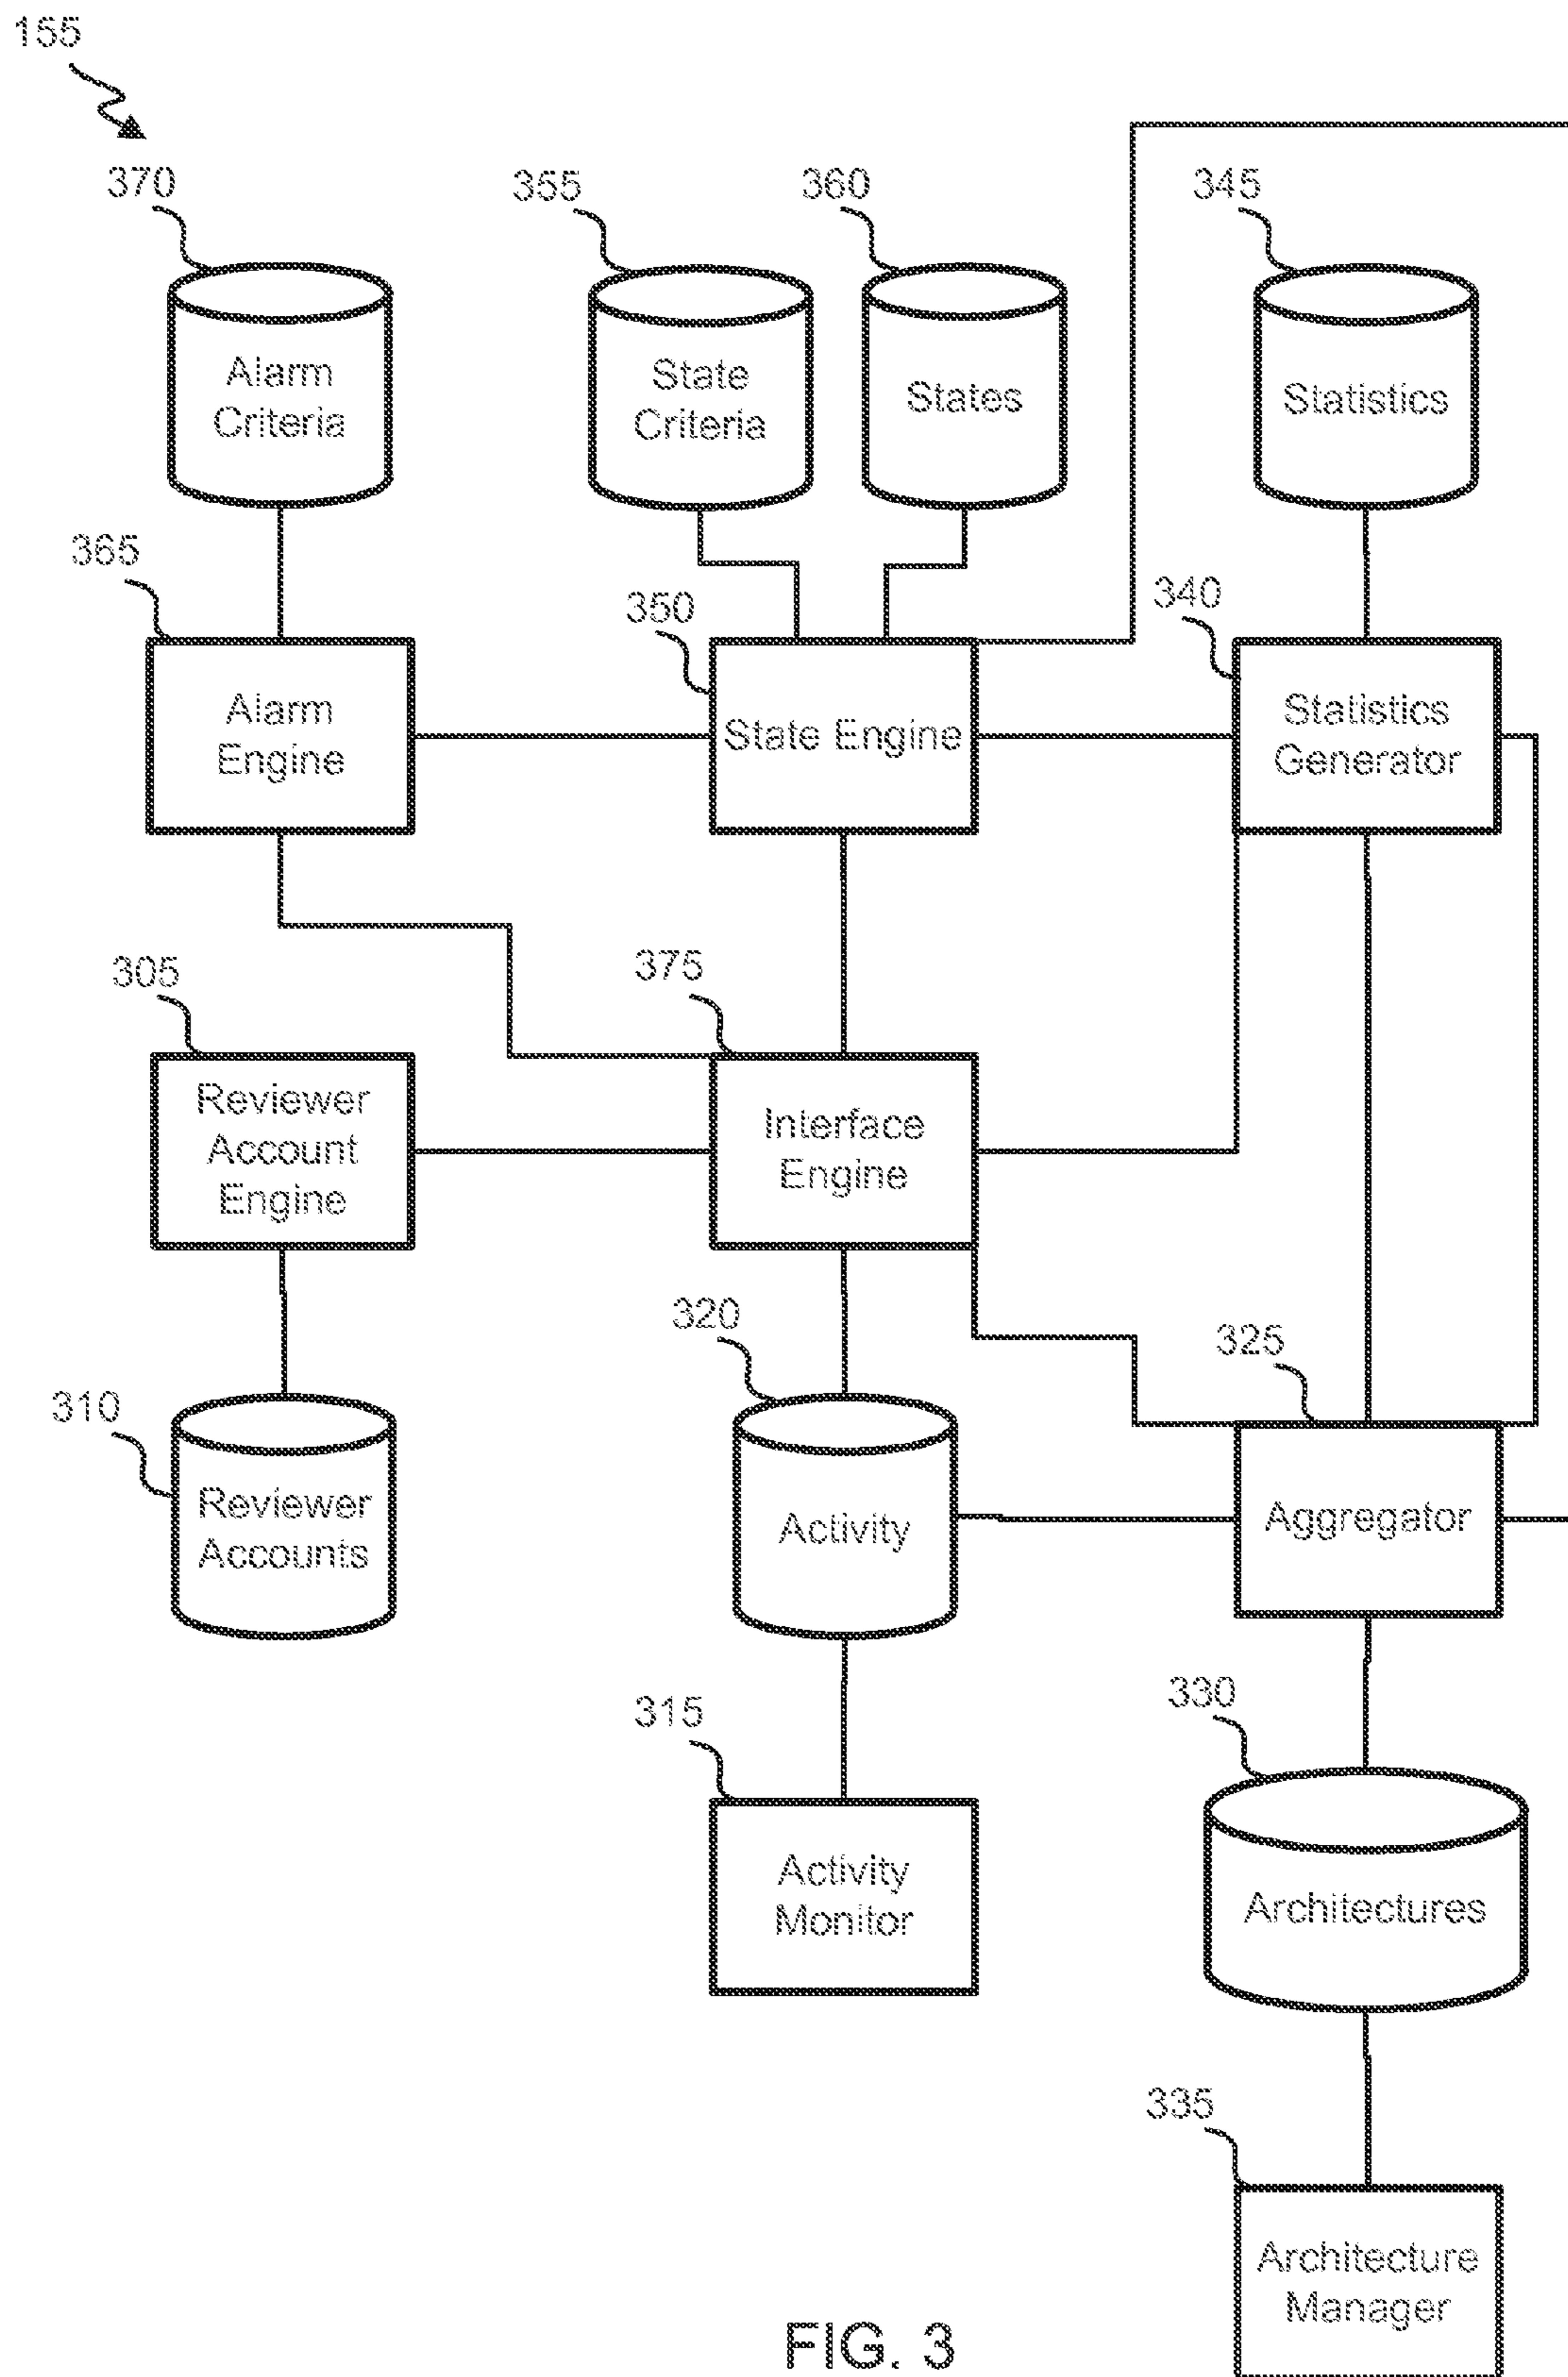 155
370
355
360
345
Alarm
Criteria
State
Criteria
States
Statistics
365
350
340
Alarm
Engine
State Engine
Statistics
Generator
305
375
Reviewer
Account
Engine
Interface
Engine
320
325
310
Reviewer
Accounts
Activity
Aggregator
315
330
Activity
Monitor
Architectures
335
Architecture
Manager
FIG. 3